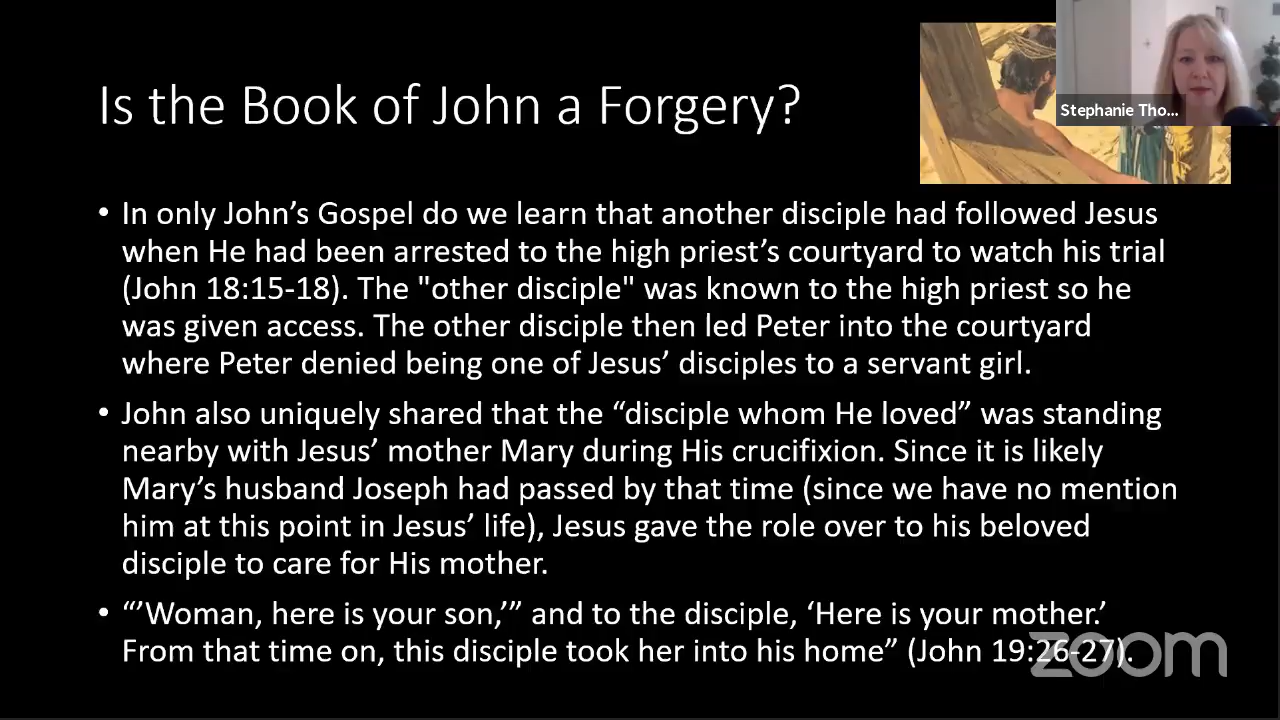 Is the Book of John a Forgery?
Stephanie Tho...
• In only John’s Gospel do we learn that another disciple had followed Jesus
when He had been arrested to the high priest’s courtyard to watch his trial
(John 18:15-18). The "other disciple" was known to the high priest so he
was given access. The other disciple then led Peter into the courtyard
where Peter denied being one of Jesus’ disciples to a servant girl.
• John also uniquely shared that the “disciple whom He loved” was standing
nearby with Jesus’ mother Mary during His crucifixion. Since it is likely
Mary’s husband Joseph had passed by that time (since we have no mention
him at this point in Jesus’ life), Jesus gave the role over to his beloved
disciple to care for His mother.
• “’Woman, here is your son,’” and to the disciple, ‘Here is your mother.’
From that time on, this disciple took her into his home” (John 19:26-27).
zoom